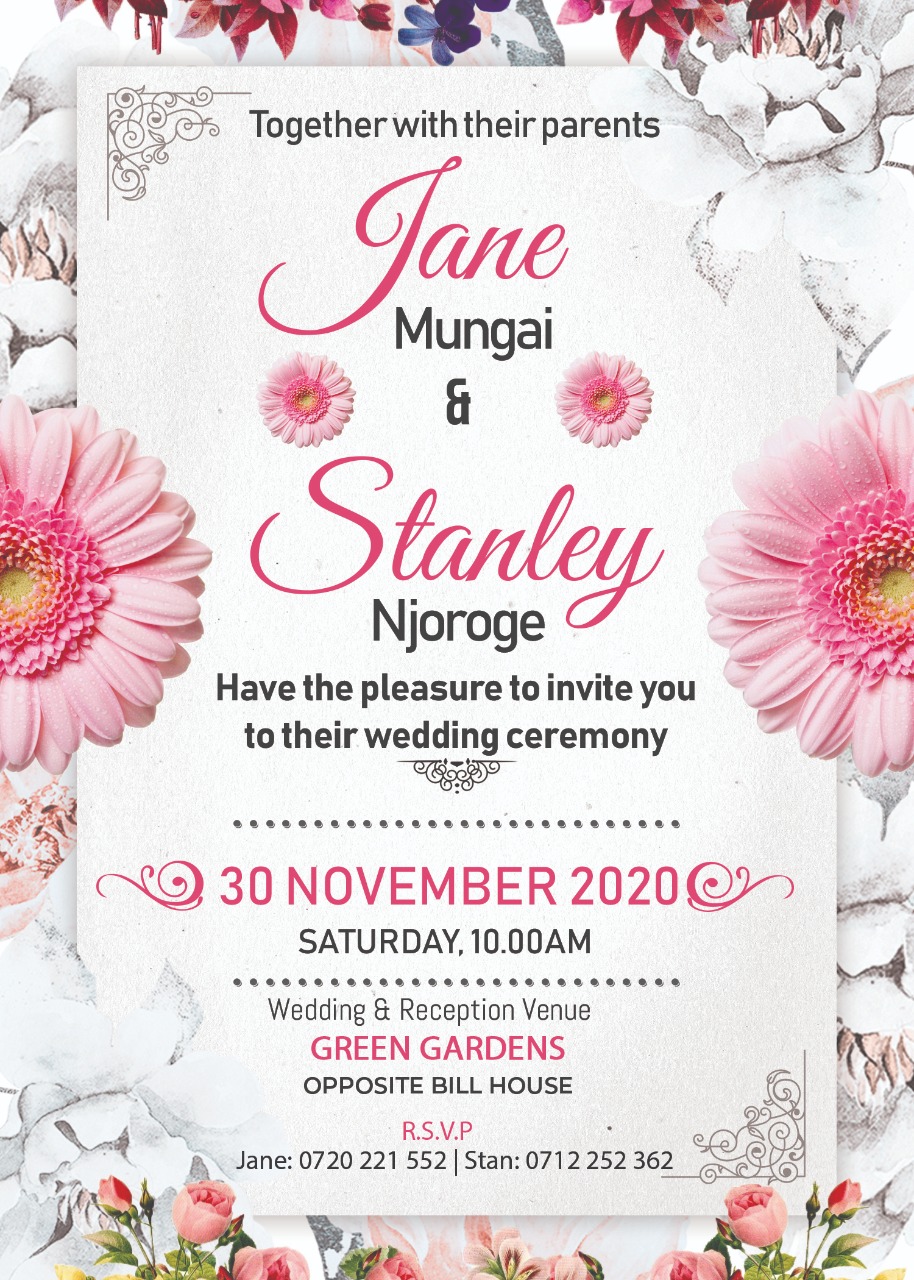 Together with their parents
Jane
Mungai
&
Stanley
Njoroge
Have the pleasure to invite you
to their wedding ceremony
30 NOVEMBER 2020
SATURDAY, 10.00AM
Wedding & Reception Venue
GREEN GARDENS
OPPOSITE BILL HOUSE
R.S.V.P
Jane: 0720 221 552 | Stan: 0712 252 362